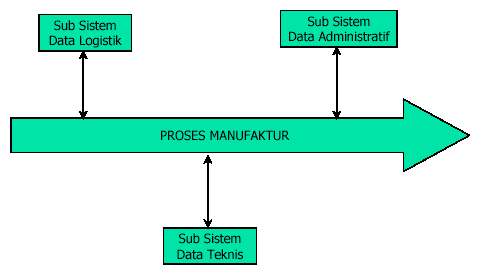 Sub Sistem
Data Logistik
Sub Sistem
Data Administratif
PROSES MANUFAKTUR
Sub Sistem
Data Teknis